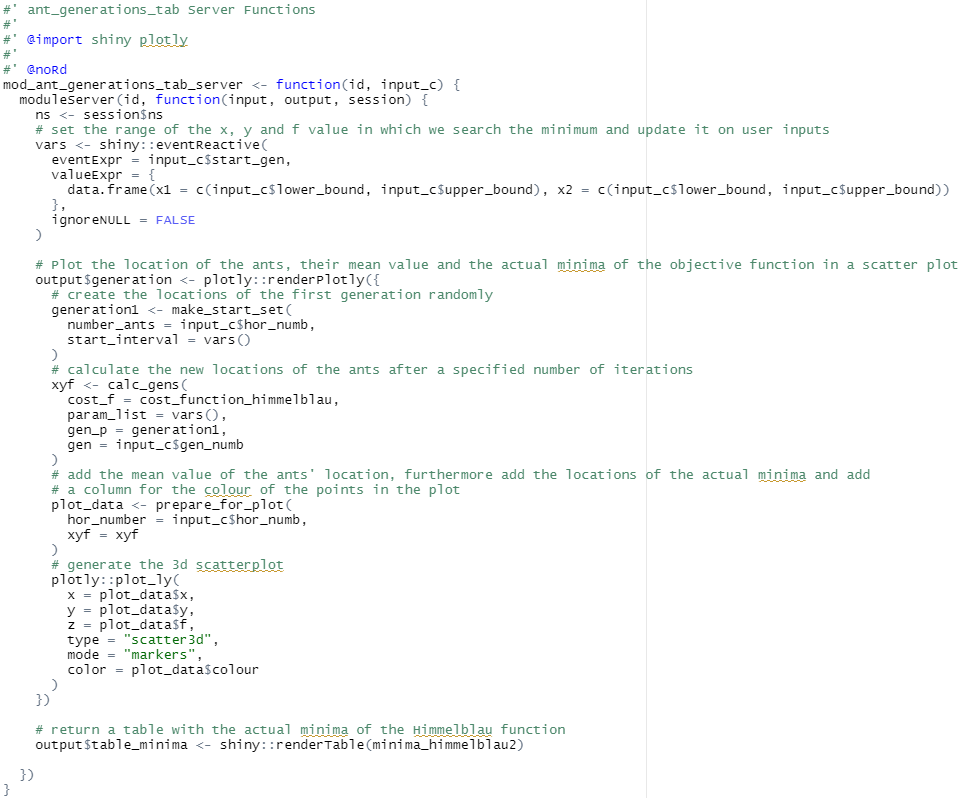 #' ant_generations_tab Server Functions
#'
#' @import shiny plotly
#'
#' @noRd
mod_ant_generations_tab_server <- function(id, input_c) {
  moduleServer(id, function(input, output, session) {
    ns <- session$ns
    # set the range of the x, y and f value in which we search the minimum and update it on user inputs
    vars <- shiny::eventReactive(
      eventExpr = input_c$start_gen,
      valueExpr = {
        data.frame(x1 = c(input_c$lower_bound, input_c$upper_bound), x2 = c(input_c$lower_bound, input_c$upper_bound))
      },
      ignoreNULL = FALSE
    )

    # Plot the location of the ants, their mean value and the actual minima of the objective function in a scatter plot
    output$generation <- plotly::renderPlotly({
      # create the locations of the first generation randomly
      generation1 <- make_start_set(
        number_ants = input_c$hor_numb,
        start_interval = vars()
      )
      # calculate the new locations of the ants after a specified number of iterations
      xyf <- calc_gens(
        cost_f = cost_function_himmelblau,
        param_list = vars(),
        gen_p = generation1,
        gen = input_c$gen_numb
      )
      # add the mean value of the ants' location, furthermore add the locations of the actual minima and add
      # a column for the colour of the points in the plot
      plot_data <- prepare_for_plot(
        hor_number = input_c$hor_numb,
        xyf = xyf
      )
      # generate the 3d scatterplot
      plotly::plot_ly(
        x = plot_data$x,
        y = plot_data$y,
        z = plot_data$f,
        type = "scatter3d",
        mode = "markers",
        color = plot_data$colour
      )
    })

    # return a table with the actual minima of the Himmelblau function
    output$table_minima <- shiny::renderTable(minima_himmelblau2)

  })
}